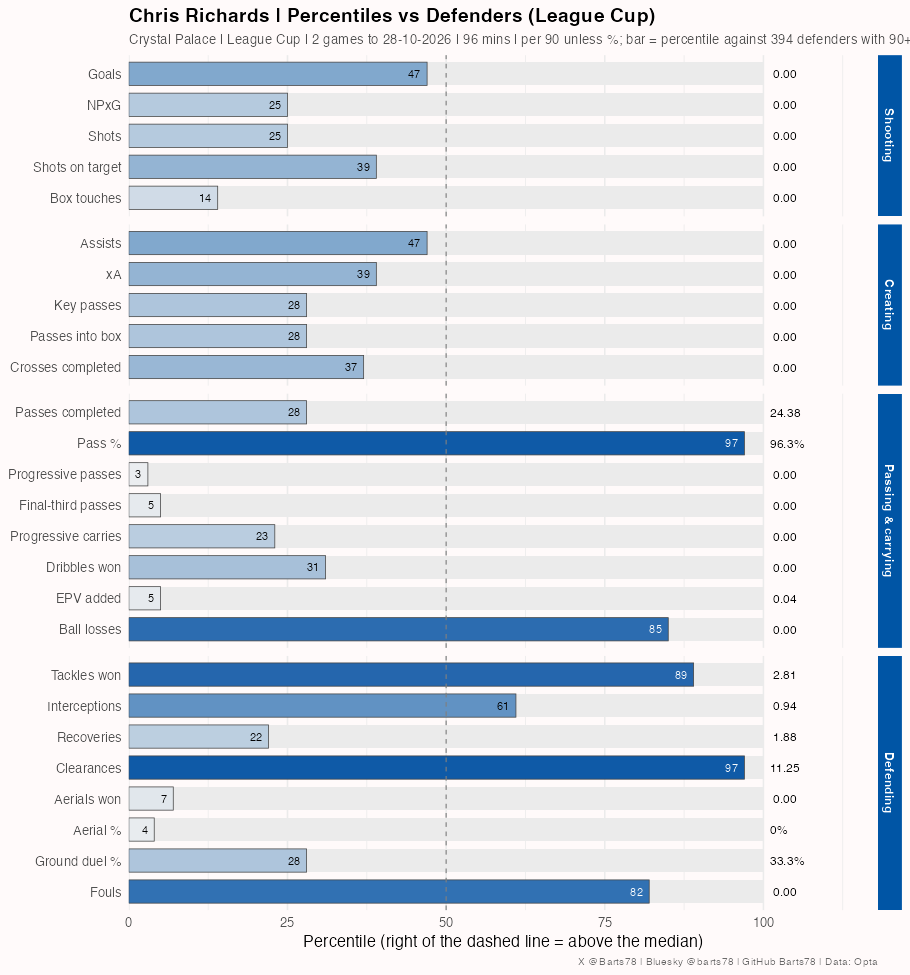 Chris Richards | Percentiles vs Defenders (League Cup)
Crystal Palace | League Cup | 2 games to 28-10-2026 | 96 mins | per 90 unless %; bar = percentile against 394 defenders with 90+
Shooting
Goals 47 0.00
NPxG 25 0.00
Shots 25 0.00
Shots on target 39 0.00
Box touches 14 0.00
Creating
Assists 47 0.00
xA 39 0.00
Key passes 28 0.00
Passes into box 28 0.00
Crosses completed 37 0.00
Passing & carrying
Passes completed 28 24.38
Pass % 97 96.3%
Progressive passes 3 0.00
Final-third passes 5 0.00
Progressive carries 23 0.00
Dribbles won 31 0.00
EPV added 5 0.04
Ball losses 85 0.00
Defending
Tackles won 89 2.81
Interceptions 61 0.94
Recoveries 22 1.88
Clearances 97 11.25
Aerials won 7 0.00
Aerial % 4 0%
Ground duel % 28 33.3%
Fouls 82 0.00
0 25 50 75 100
Percentile (right of the dashed line = above the median)
X @Barts78 | Bluesky @barts78 | GitHub Barts78 | Data: Opta